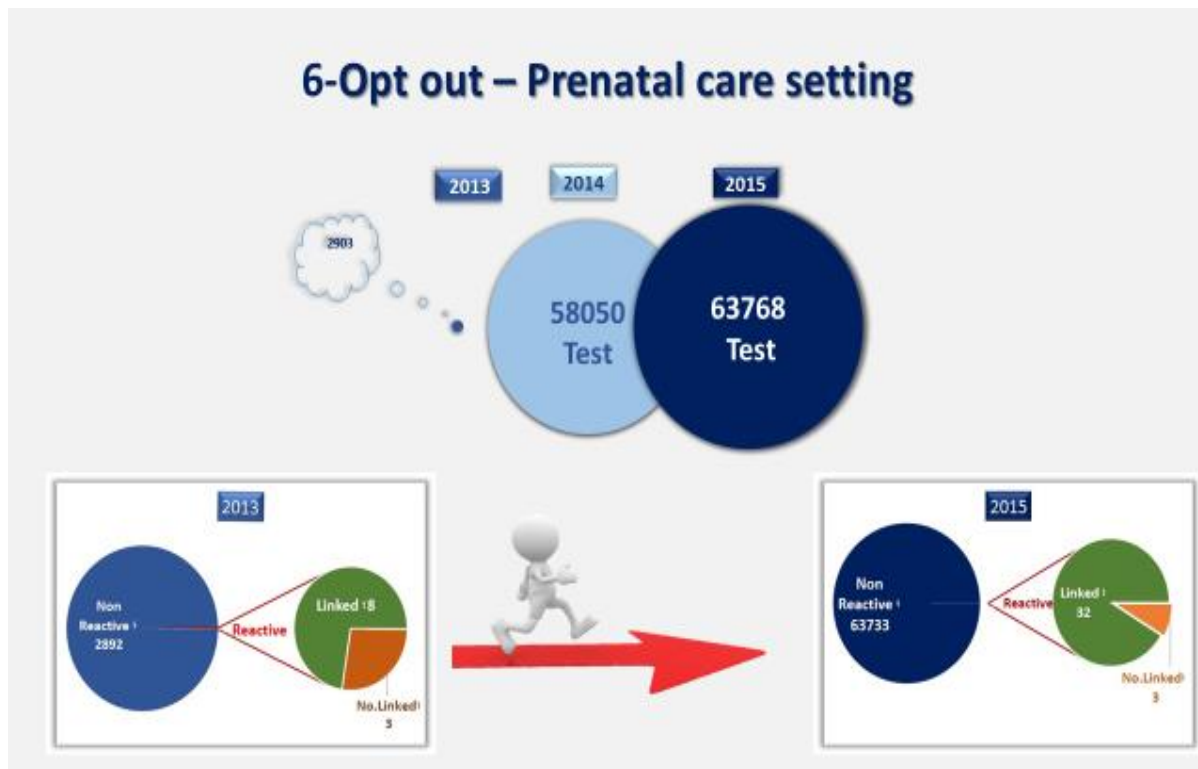 6-Opt out – Prenatal care setting
2013
2014
2015
2903
58050
Test
63768
Test
2013
Non
Reactive
2892
Reactive
Linked 8
No.Linked
3
2015
Non
Reactive
63733
Reactive
Linked
32
No.Linked
3